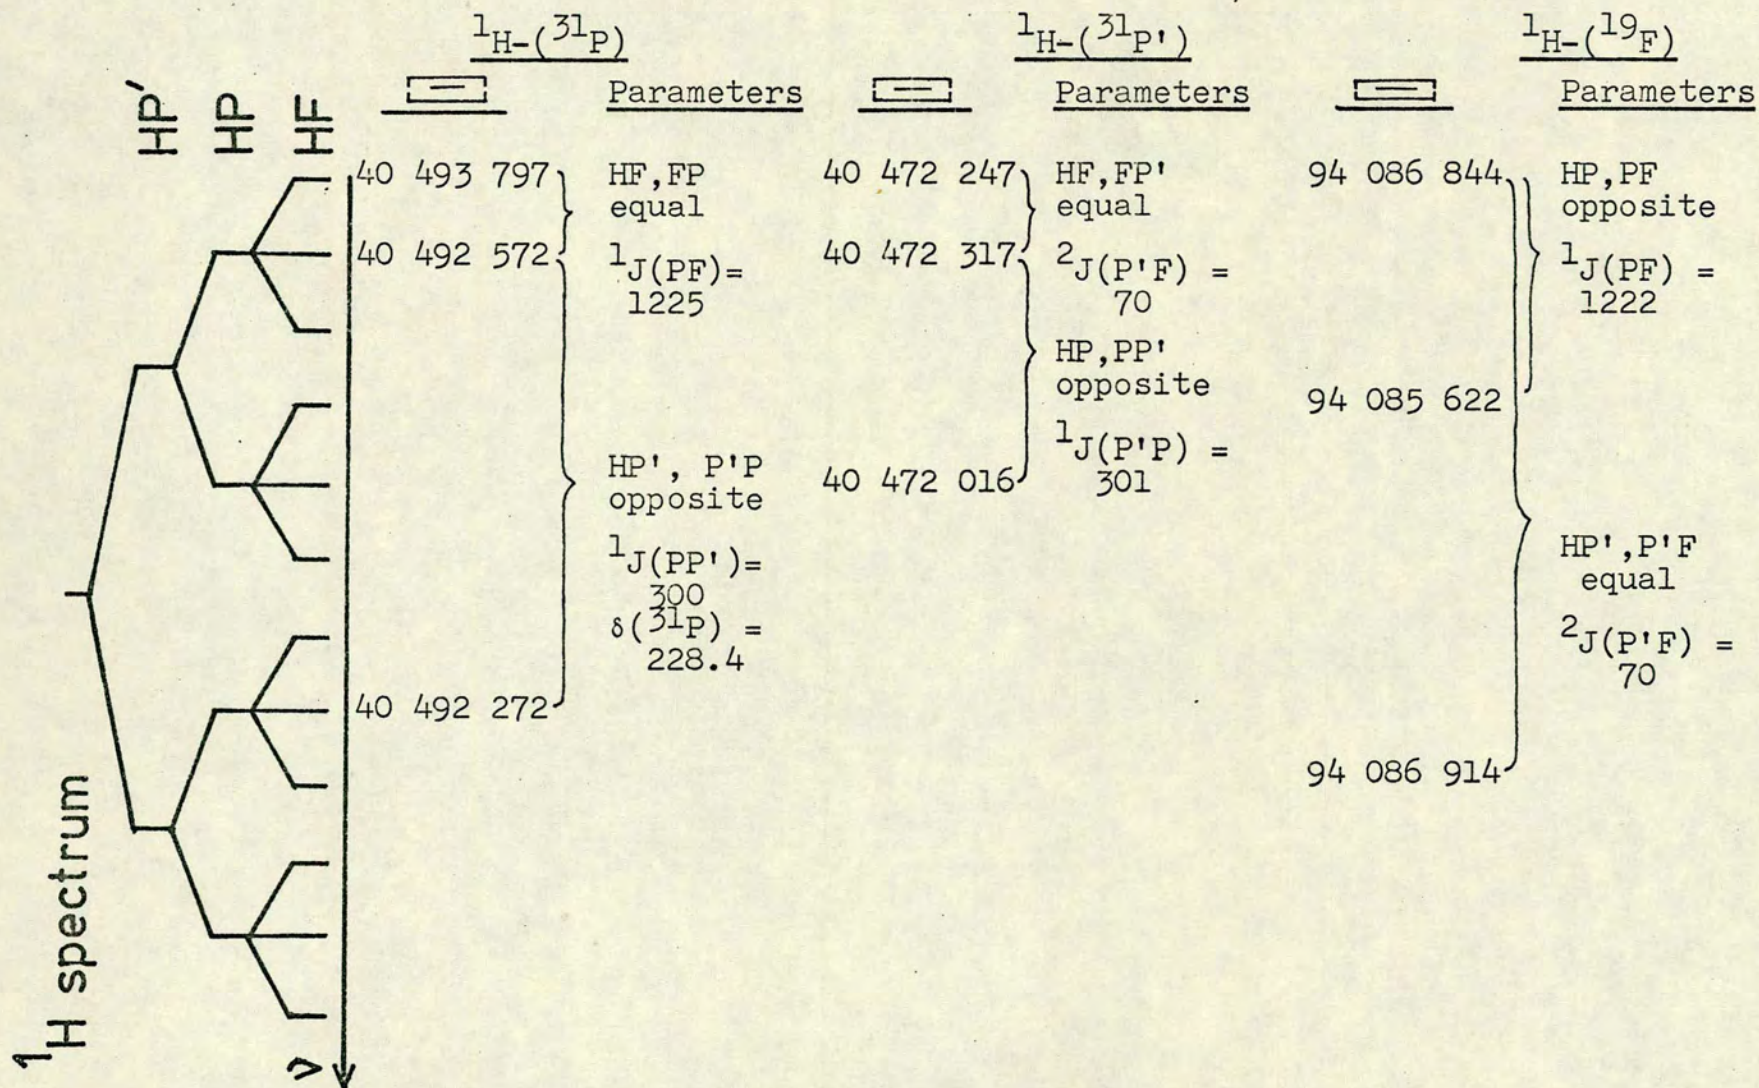 ¹H-(³¹P)
¹H-(³¹P')
¹H-(¹⁹F)
HP'
HP
HF
Parameters
Parameters
Parameters
40 493 797
HF,FP
equal
40 492 572
¹J(PF)=
1225
HP', P'P
opposite
¹J(PP')=
300
δ(³¹P) =
228.4
40 492 272
40 472 247
HF,FP'
equal
40 472 317
²J(P'F) =
70
HP,PP'
opposite
¹J(P'P) =
301
40 472 016
94 086 844
HP,PF
opposite
¹J(PF) =
1222
94 085 622
HP',P'F
equal
²J(P'F) =
70
94 086 914
¹H spectrum
ν